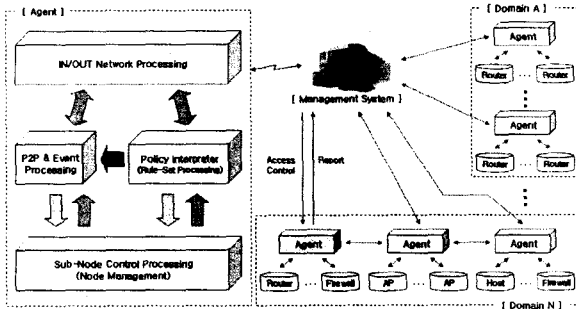 [ Agent ]
IN/OUT Network Processing
P2P & Event
Processing
Policy Interpreter
(Rule-Set Processing)
Sub-Node Control Processing
(Node Management)
[ Management System ]
Access
Control
Report
[ Domain A ]
Agent
Router ... Router
Agent
Router ... Router
Agent
Agent
Agent
Router ... Firewall
AP ... AP
Host ... Firewall
[ Domain N ]